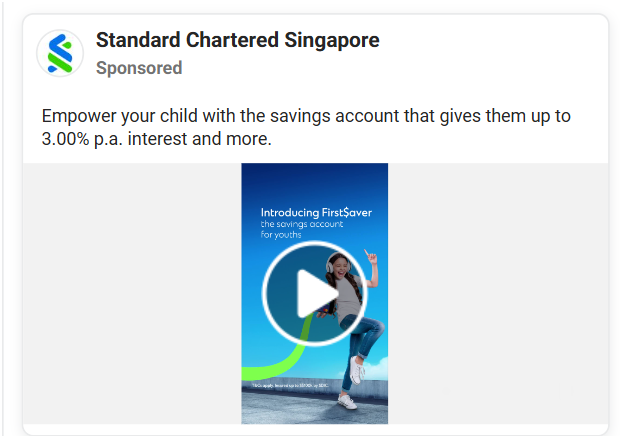 Standard Chartered Singapore
Sponsored
Empower your child with the savings account that gives them up to
3.00% p.a. interest and more.
Introducing First$aver
the savings account
for youths